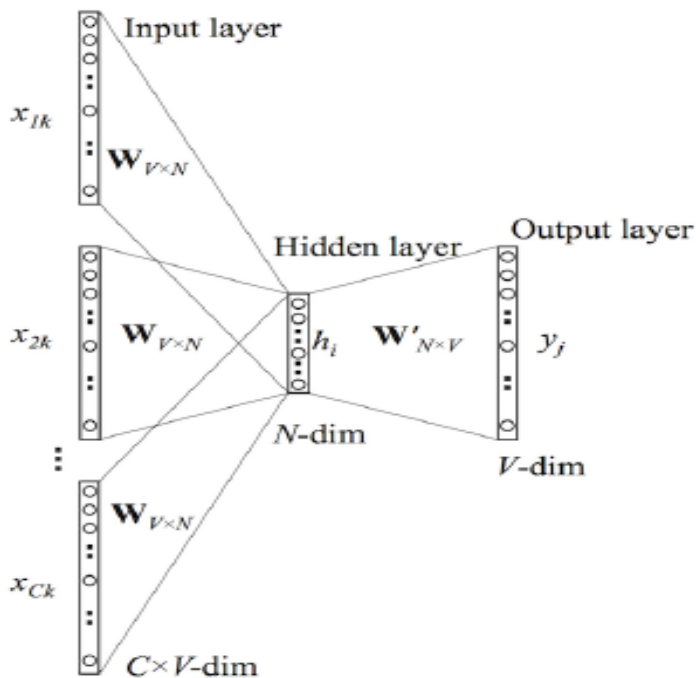 Input layer
x1k
WV×N
Hidden layer
Output layer
x2k
WV×N
hi
W'N×V
yj
N-dim
V-dim
WV×N
xCk
C×V-dim